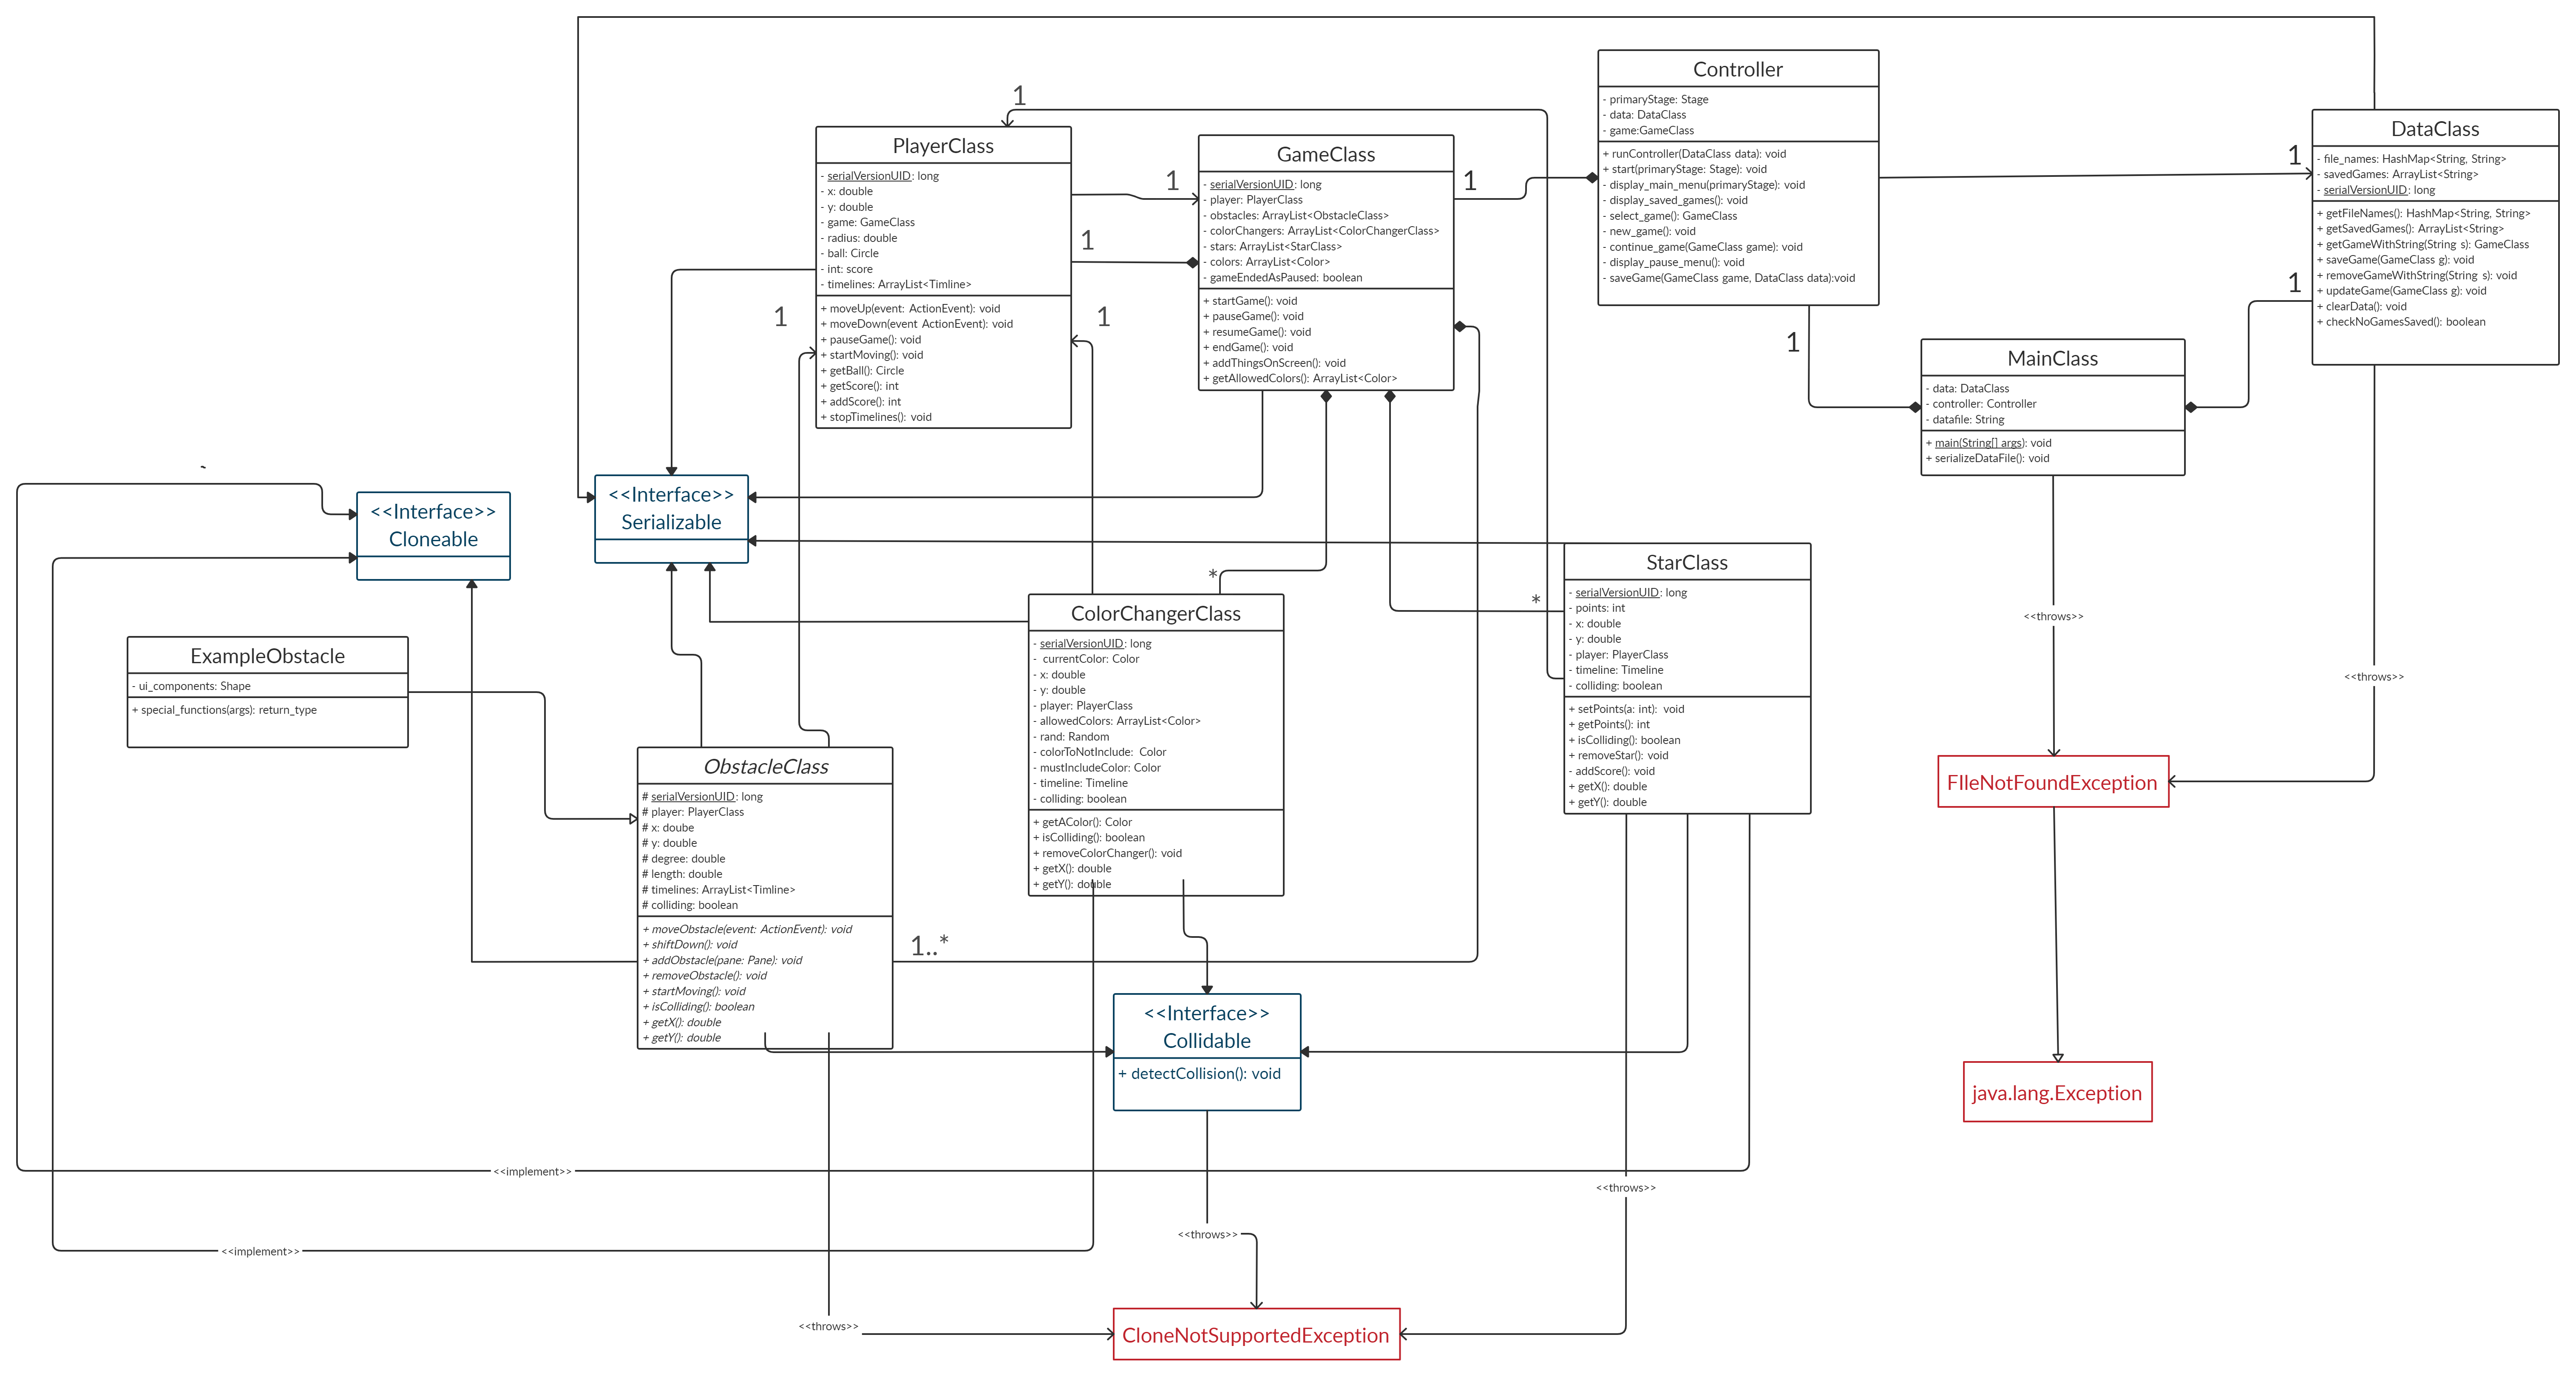 Controller
- primaryStage: Stage
- data: DataClass
- game:GameClass
+ runController(DataClass data): void
+ start(primaryStage: Stage): void
- display_main_menu(primaryStage): void
- display_saved_games(): void
- select_game(): GameClass
- new_game(): void
- continue_game(GameClass game): void
- display_pause_menu(): void
- saveGame(GameClass game, DataClass data):void
1
1
DataClass
- file_names: HashMap<String, String>
- savedGames: ArrayList<String>
- serialVersionUID: long
+ getFileNames(): HashMap<String, String>
+ getSavedGames(): ArrayList<String>
+ getGameWithString(String s): GameClass
+ saveGame(GameClass g): void
+ removeGameWithString(String s): void
+ updateGame(GameClass g): void
+ clearData(): void
+ checkNoGamesSaved(): boolean
1
1
PlayerClass
- serialVersionUID: long
- x: double
- y: double
- game: GameClass
- radius: double
- ball: Circle
- int: score
- timelines: ArrayList<Timline>
+ moveUp(event: ActionEvent): void
+ moveDown(event ActionEvent): void
+ pauseGame(): void
+ startMoving(): void
+ getBall(): Circle
+ getScore(): int
+ addScore(): int
+ stopTimelines(): void
1
1
1
1
GameClass
- serialVersionUID: long
- player: PlayerClass
- obstacles: ArrayList<ObstacleClass>
- colorChangers: ArrayList<ColorChangerClass>
- stars: ArrayList<StarClass>
- colors: ArrayList<Color>
- gameEndedAsPaused: boolean
+ startGame(): void
+ pauseGame(): void
+ resumeGame(): void
+ endGame(): void
+ addThingsOnScreen(): void
+ getAllowedColors(): ArrayList<Color>
1
MainClass
- data: DataClass
- controller: Controller
- datafile: String
+ main(String[] args): void
+ serializeDataFile(): void
~
<<Interface>>
Cloneable
<<Interface>>
Serializable
*
*
StarClass
- serialVersionUID: long
- points: int
- x: double
- y: double
- player: PlayerClass
- timeline: Timeline
- colliding: boolean
+ setPoints(a: int): void
+ getPoints(): int
+ isColliding(): boolean
+ removeStar(): void
- addScore(): void
+ getX(): double
+ getY(): double
<<throws>>
<<throws>>
ExampleObstacle
- ui_components: Shape
+ special_functions(args): return_type
ColorChangerClass
- serialVersionUID: long
- currentColor: Color
- x: double
- y: double
- player: PlayerClass
- allowedColors: ArrayList<Color>
- rand: Random
- colorToNotInclude: Color
- mustIncludeColor: Color
- timeline: Timeline
- colliding: boolean
+ getAColor(): Color
+ isColliding(): boolean
+ removeColorChanger(): void
+ getX(): double
+ getY(): double
ObstacleClass
# serialVersionUID: long
# player: PlayerClass
# x: doube
# y: double
# degree: double
# length: double
# timelines: ArrayList<Timline>
# colliding: boolean
+ moveObstacle(event: ActionEvent): void
+ shiftDown(): void
+ addObstacle(pane: Pane): void
+ removeObstacle(): void
+ startMoving(): void
+ isColliding(): boolean
+ getX(): double
+ getY(): double
1..*
FIleNotFoundException
<<Interface>>
Collidable
+ detectCollision(): void
java.lang.Exception
<<implement>>
<<throws>>
<<throws>>
<<implement>>
<<throws>>
CloneNotSupportedException